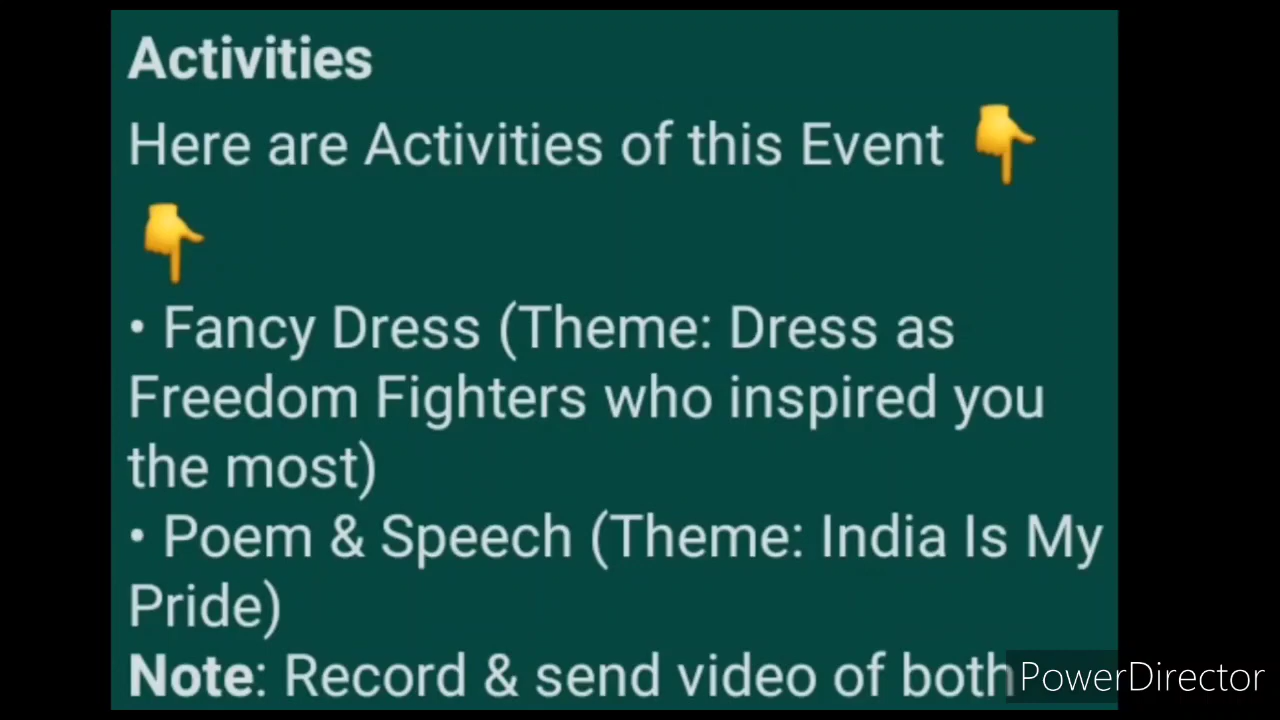 Activities
Here are Activities of this Event 👇
👇
• Fancy Dress (Theme: Dress as
Freedom Fighters who inspired you
the most)
• Poem & Speech (Theme: India Is My
Pride)
Note: Record & send video of both
PowerDirector